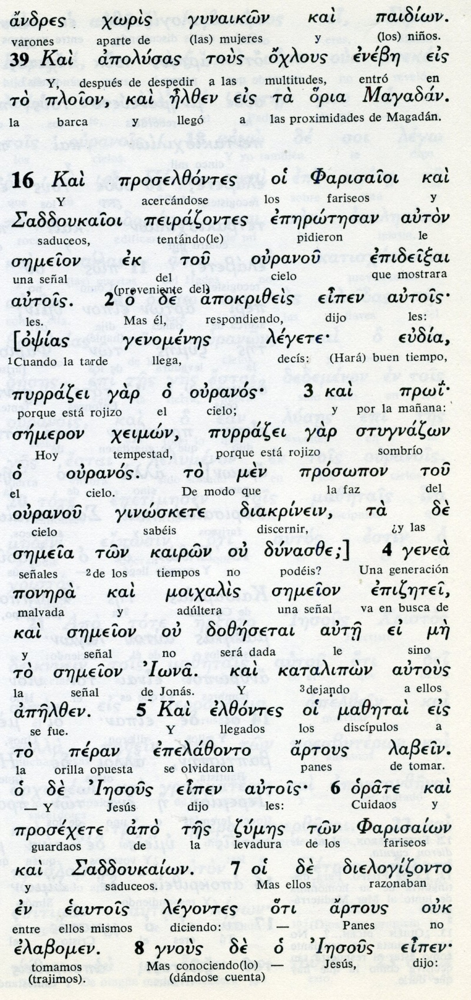 ἄνδρες χωρὶς γυναικῶν καὶ παιδίων.
varones aparte de (las) mujeres y (los) niños.
39 Καὶ ἀπολύσας τοὺς ὄχλους ἐνέβη εἰς
Y, después de despedir a las multitudes, entró en
τὸ πλοῖον, καὶ ἦλθεν εἰς τὰ ὅρια Μαγαδάν.
la barca y llegó a las proximidades de Magadán.
16 Καὶ προσελθόντες οἱ Φαρισαῖοι καὶ
Y acercándose los fariseos y
Σαδδουκαῖοι πειράζοντες ἐπηρώτησαν αὐτὸν
saduceos, tentándo(le) pidieron le
σημεῖον ἐκ τοῦ οὐρανοῦ ἐπιδεῖξαι
una señal del cielo que mostrara
(proveniente del)
αὐτοῖς. 2 ὁ δὲ ἀποκριθεὶς εἶπεν αὐτοῖς·
les. Mas él, respondiendo, dijo les:
[ὀψίας γενομένης λέγετε· εὐδία,
1Cuando la tarde llega, decís: (Hará) buen tiempo,
πυρράζει γὰρ ὁ οὐρανός· 3 καὶ πρωΐ·
porque está rojizo el cielo; y por la mañana:
σήμερον χειμών, πυρράζει γὰρ στυγνάζων
Hoy tempestad, porque está rojizo sombrío
ὁ οὐρανός. τὸ μὲν πρόσωπον τοῦ
el cielo. De modo que la faz del
οὐρανοῦ γινώσκετε διακρίνειν, τὰ δὲ
cielo sabéis discernir, ¿y las
σημεῖα τῶν καιρῶν οὐ δύνασθε;] 4 γενεὰ
señales 2de los tiempos no podéis? Una generación
πονηρὰ καὶ μοιχαλὶς σημεῖον ἐπιζητεῖ,
malvada y adúltera una señal va en busca de
καὶ σημεῖον οὐ δοθήσεται αὐτῇ εἰ μὴ
y señal no será dada le sino
τὸ σημεῖον Ἰωνᾶ. καὶ καταλιπὼν αὐτοὺς
la señal de Jonás. Y 3dejando a ellos
ἀπῆλθεν. 5 Καὶ ἐλθόντες οἱ μαθηταὶ εἰς
se fue. Y llegados los discípulos a
τὸ πέραν ἐπελάθοντο ἄρτους λαβεῖν.
la orilla opuesta se olvidaron panes de tomar.
ὁ δὲ Ἰησοῦς εἶπεν αὐτοῖς· 6 ὁρᾶτε καὶ
— Y Jesús dijo les: Cuidaos y
προσέχετε ἀπὸ τῆς ζύμης τῶν Φαρισαίων
guardaos de la levadura de los fariseos
καὶ Σαδδουκαίων. 7 οἱ δὲ διελογίζοντο
y saduceos. Mas ellos razonaban
ἐν ἑαυτοῖς λέγοντες ὅτι ἄρτους οὐκ
entre ellos mismos diciendo: — Panes no
ἐλάβομεν. 8 γνοὺς δὲ ὁ Ἰησοῦς εἶπεν·
tomamos Mas conociendo(lo) — Jesús, dijo:
(trajimos). (dándose cuenta)